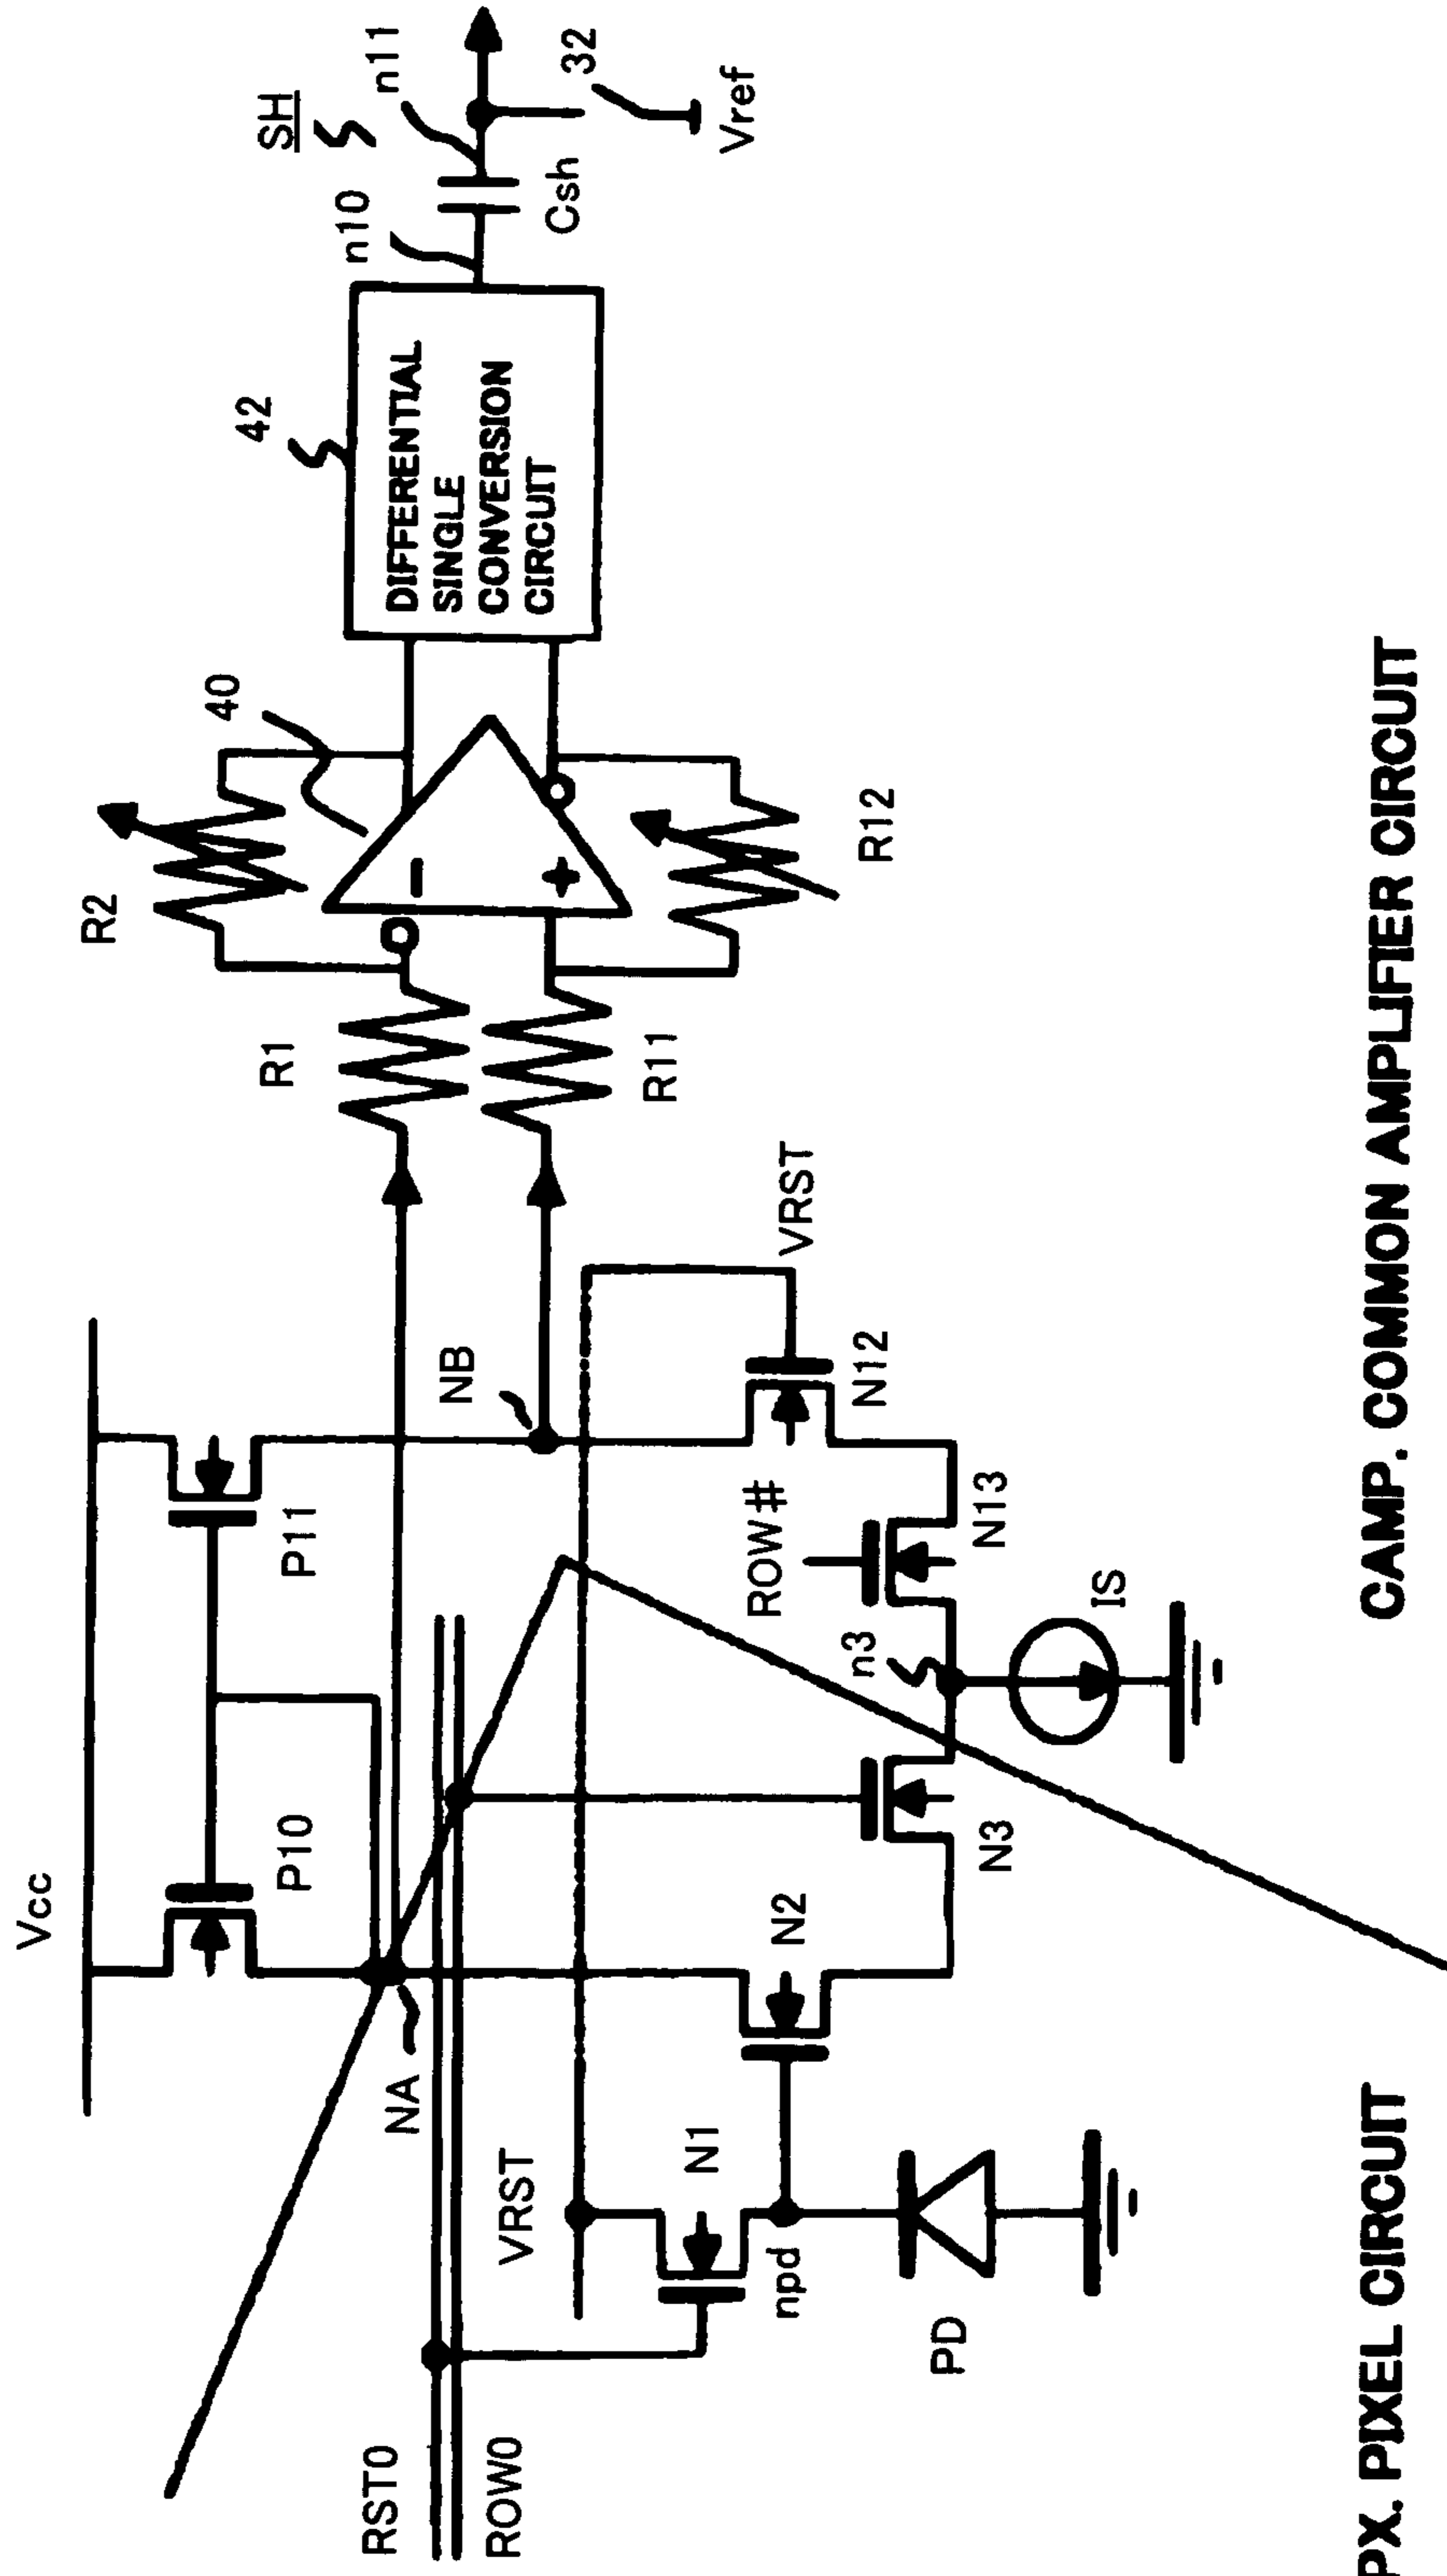 Vcc
P10
P11
NA
NB
RST0
ROW0
VRST
N1
npd
PD
N2
N3
n3
IS
ROW#
N13
N12
VRST
R1
R11
R2
R12
40
42
DIFFERENTIAL
SINGLE
CONVERSION
CIRCUIT
n10
SH
n11
Csh
32
Vref
PX. PIXEL CIRCUIT
CAMP. COMMON AMPLIFIER CIRCUIT
−
+